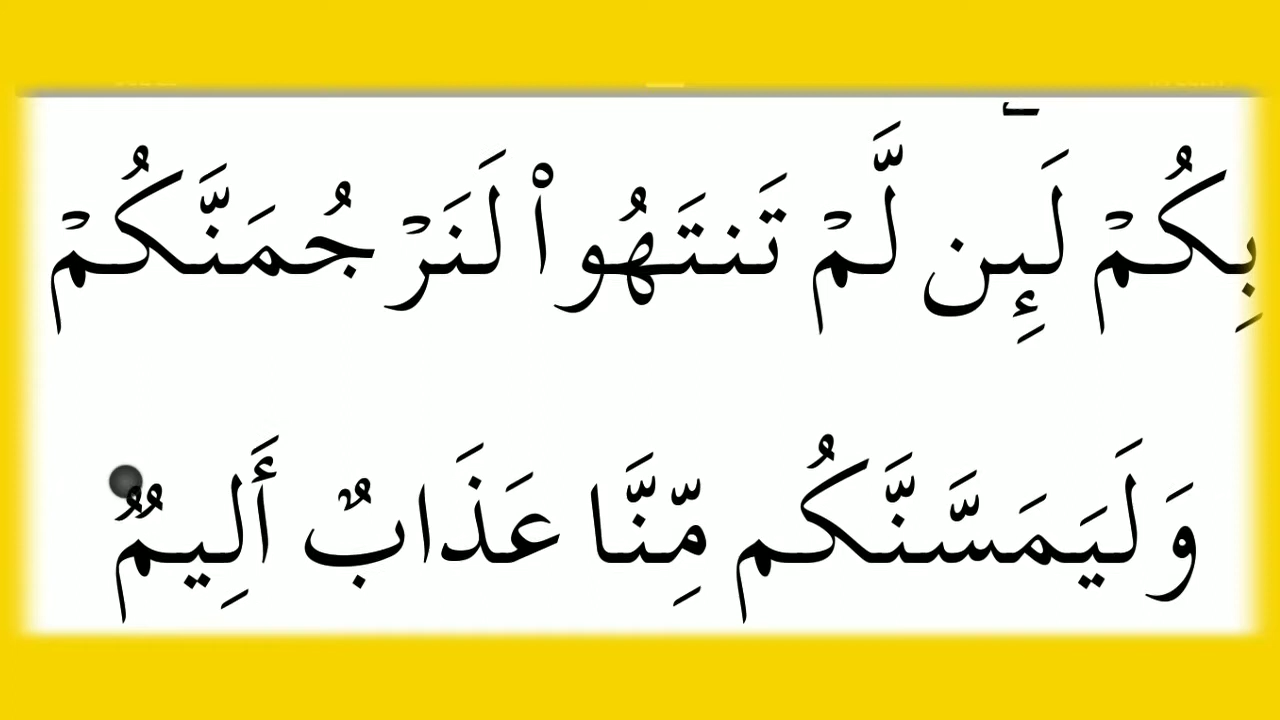 بِكُمْ لَئِن لَّمْ تَنتَهُوا۟ لَنَرْجُمَنَّكُمْ
وَلَيَمَسَّنَّكُم مِّنَّا عَذَابٌ أَلِيمٌ